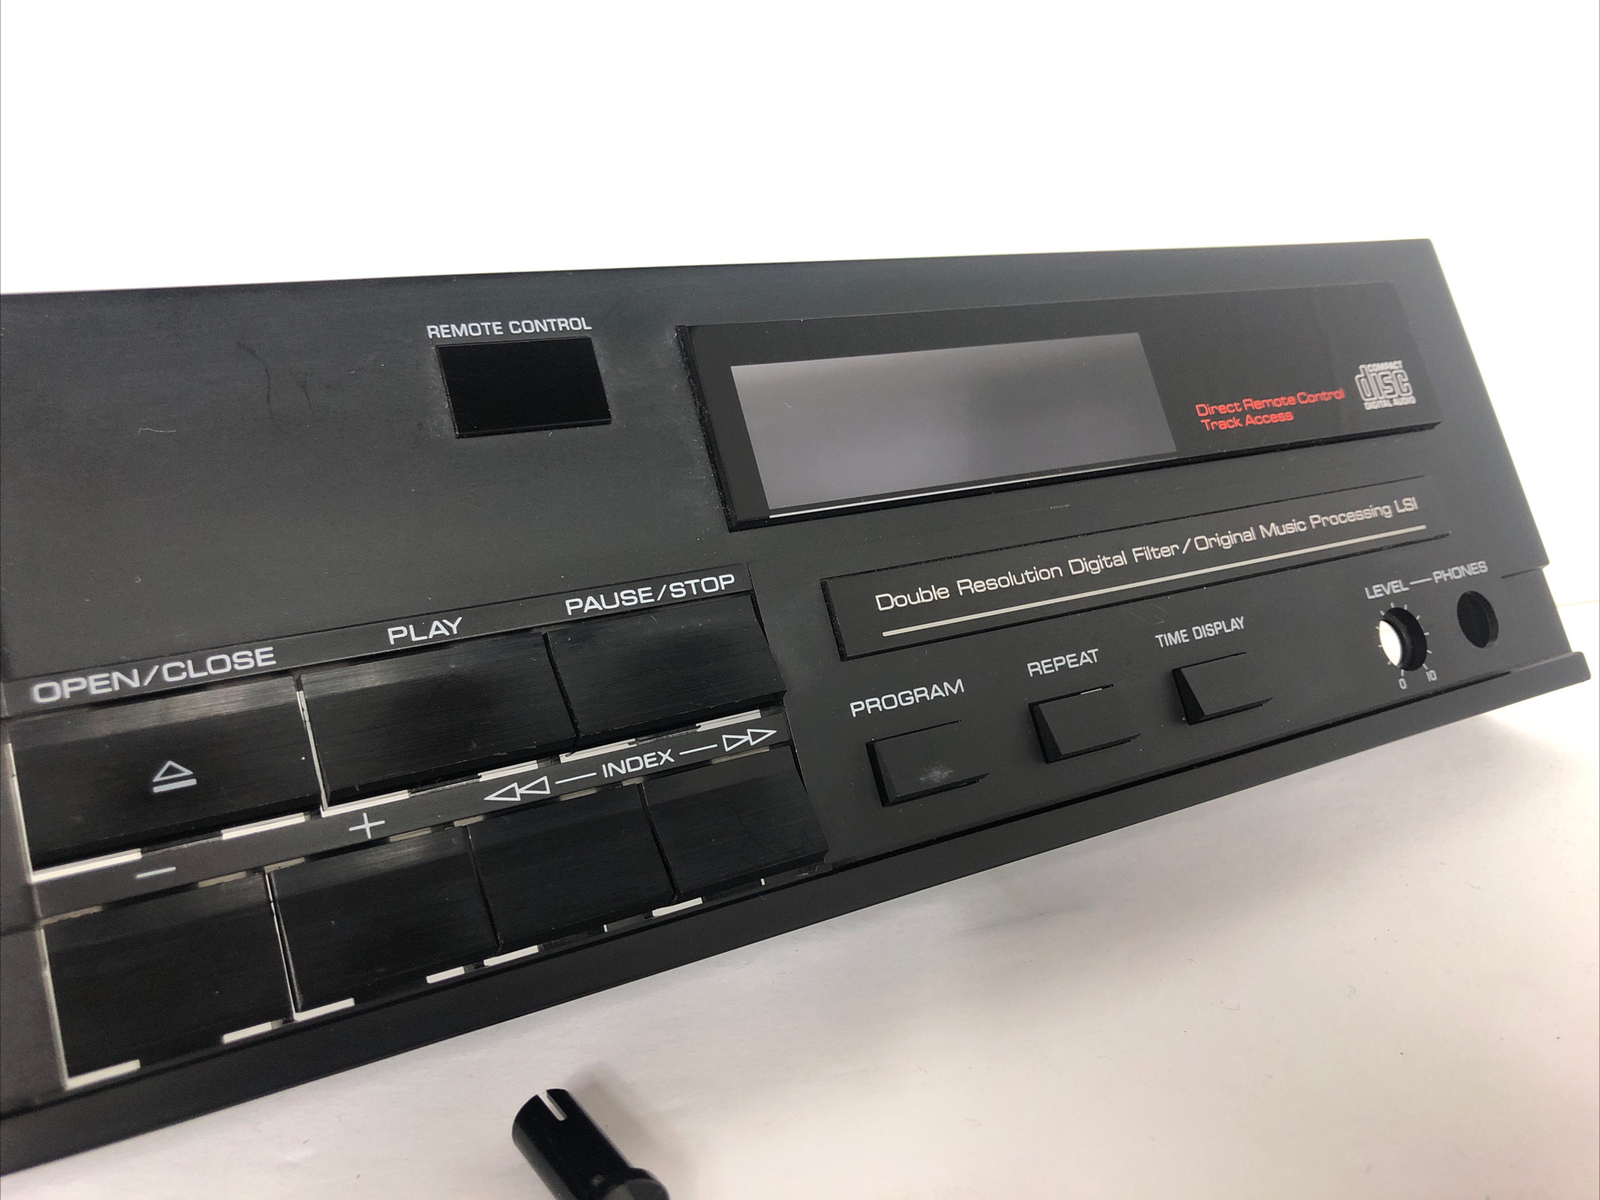 REMOTE CONTROL
Direct Remote Control
Track Access
COMPACT
disc
DIGITAL AUDIO
Double Resolution Digital Filter/Original Music Processing LSI
OPEN/CLOSE
PLAY
PAUSE/STOP
LEVEL — PHONES
0 10
PROGRAM
REPEAT
TIME DISPLAY
− +
INDEX